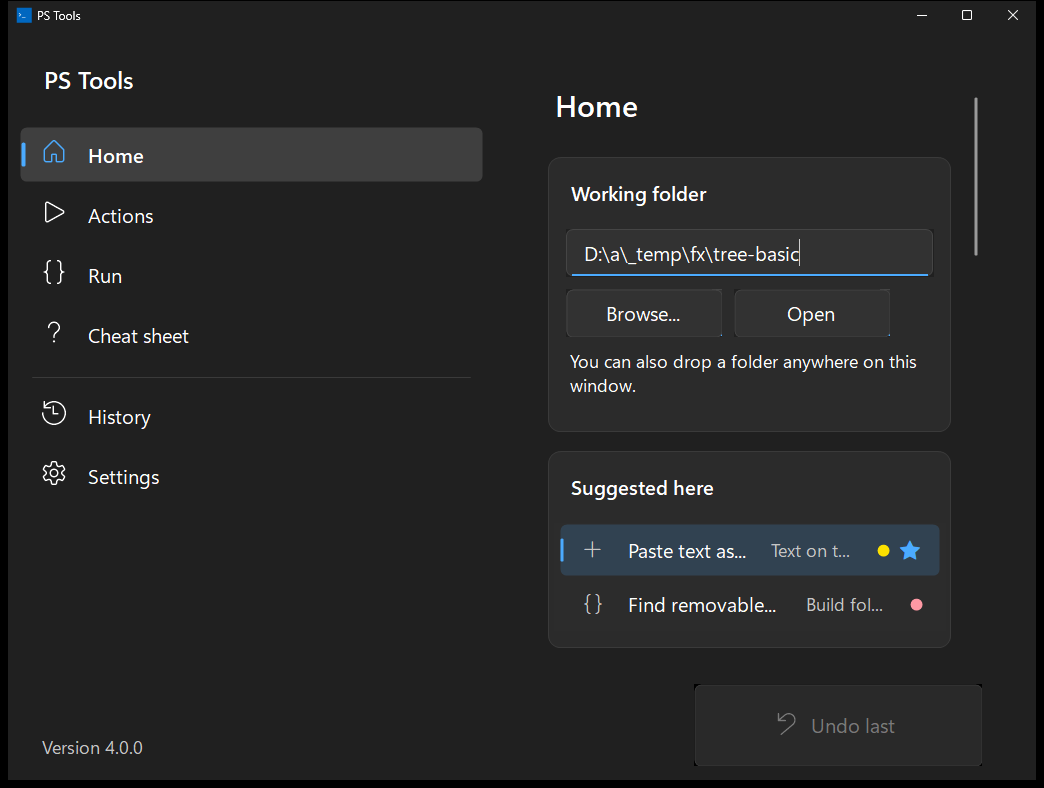 PS Tools
PS Tools
Home
Actions
Run
Cheat sheet
History
Settings
Version 4.0.0
Home
Working folder
D:\a\_temp\fx\tree-basic
Browse...
Open
You can also drop a folder anywhere on this
window.
Suggested here
Paste text as... Text on t...
Find removable... Build fol...
Undo last